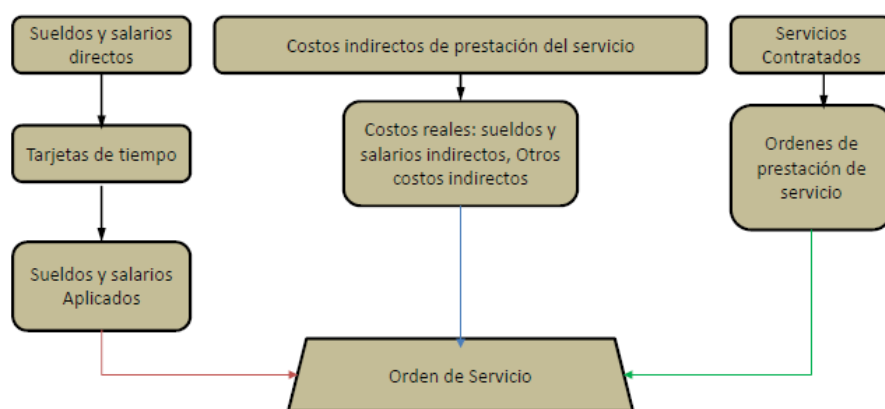 Sueldos y salarios
directos
Costos indirectos de prestación del servicio
Servicios
Contratados
Tarjetas de tiempo
Costos reales: sueldos y
salarios indirectos, Otros
costos indirectos
Ordenes de
prestación de
servicio
Sueldos y salarios
Aplicados
Orden de Servicio